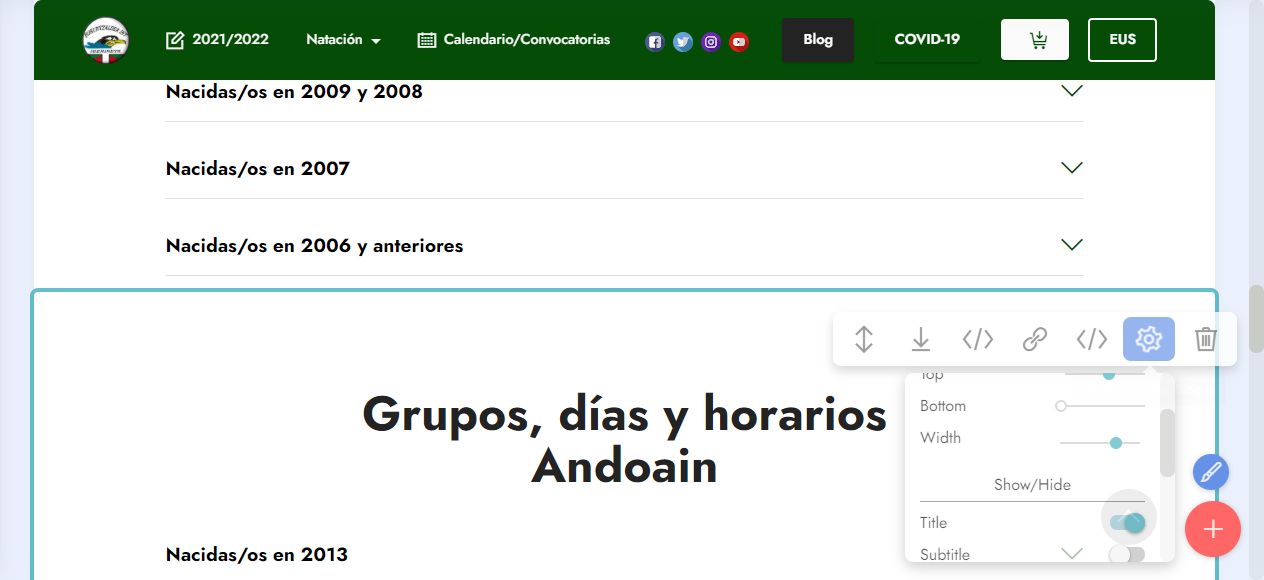 2021/2022 Natación Calendario/Convocatorias Blog COVID-19 EUS
Nacidas/os en 2009 y 2008
Nacidas/os en 2007
Nacidas/os en 2006 y anteriores
Top
Bottom
Grupos, días y horarios
Andoain
Width
Show/Hide
Title
Subtitle
Nacidas/os en 2013